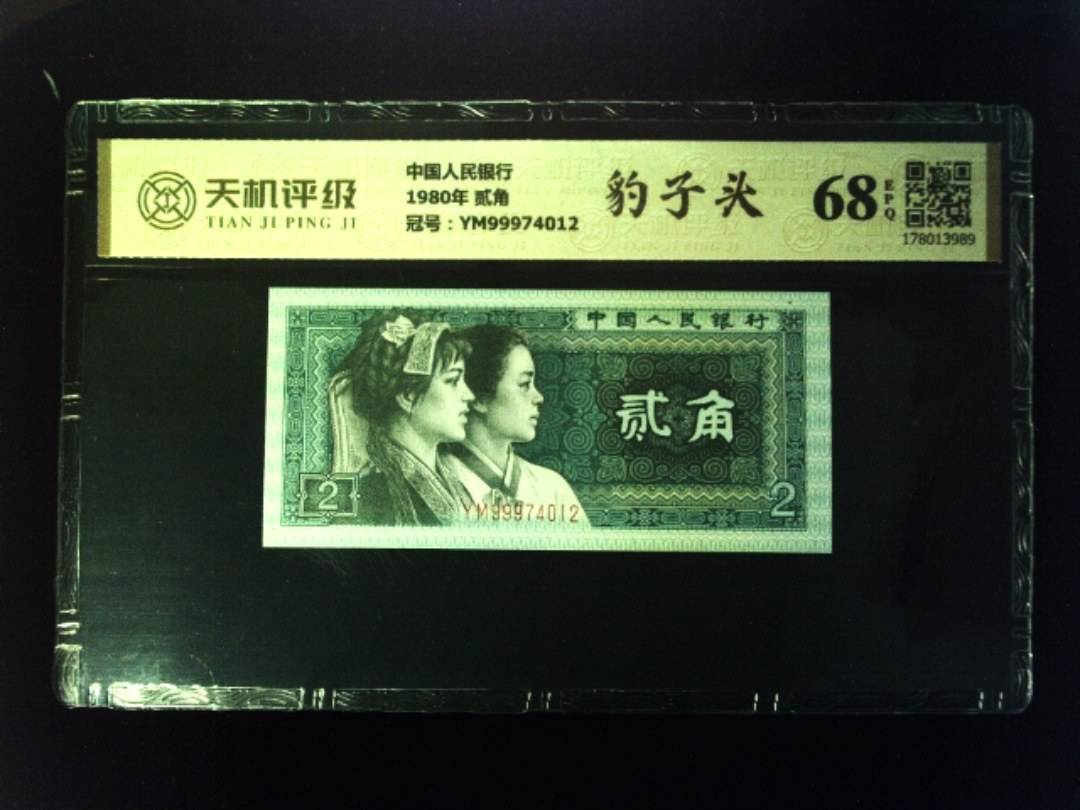 天机评级
TIAN JI PING JI
中国人民银行
1980年 贰角
冠号：YM99974012
豹子头
68
EPQ
178013989
中国人民银行
贰角
2
2
YM99974012